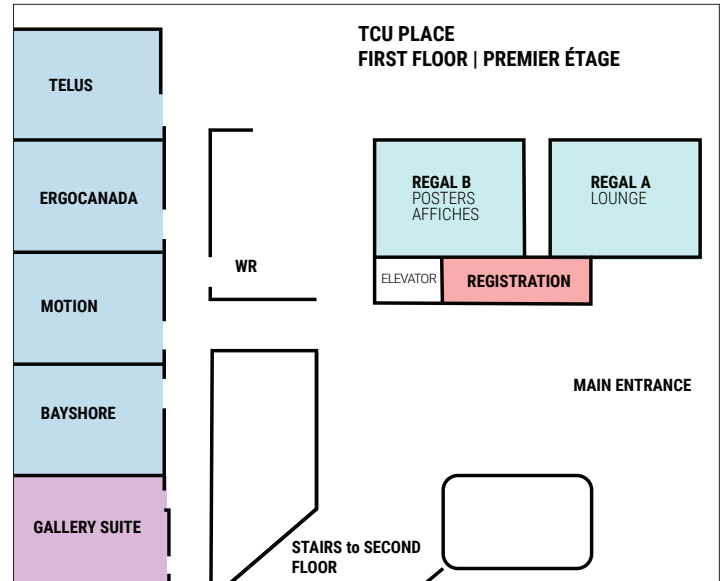 TCU PLACE
FIRST FLOOR | PREMIER ÉTAGE
TELUS
ERGOCANADA
REGAL B
POSTERS
AFFICHES
REGAL A
LOUNGE
WR
ELEVATOR
REGISTRATION
MOTION
MAIN ENTRANCE
BAYSHORE
GALLERY SUITE
STAIRS to SECOND
FLOOR